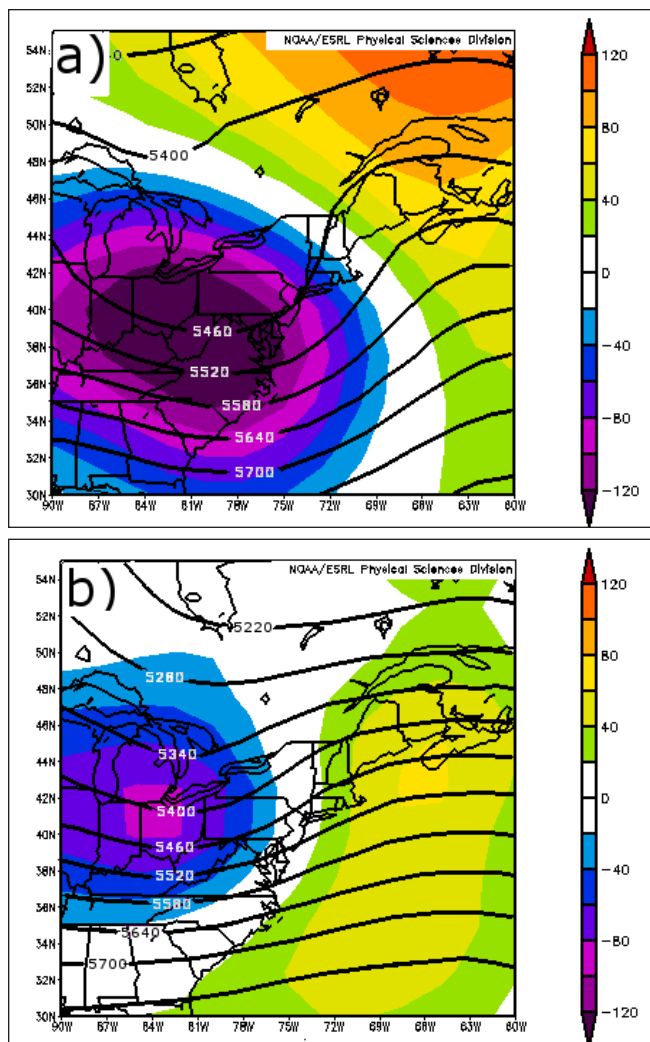 a)
NOAA/ESRL Physical Sciences Division
54N
52N
50N
48N
46N
44N
42N
40N
38N
36N
34N
32N
30N
5400
5460
5520
5580
5640
5700
90W 87W 84W 81W 78W 75W 72W 69W 66W 63W 60W
120
80
40
0
-40
-80
-120
b)
NOAA/ESRL Physical Sciences Division
54N
52N
50N
48N
46N
44N
42N
40N
38N
36N
34N
32N
30N
5220
5280
5340
5400
5460
5520
5580
5640
5700
90W 87W 84W 81W 78W 75W 72W 69W 66W 63W 60W
120
80
40
0
-40
-80
-120